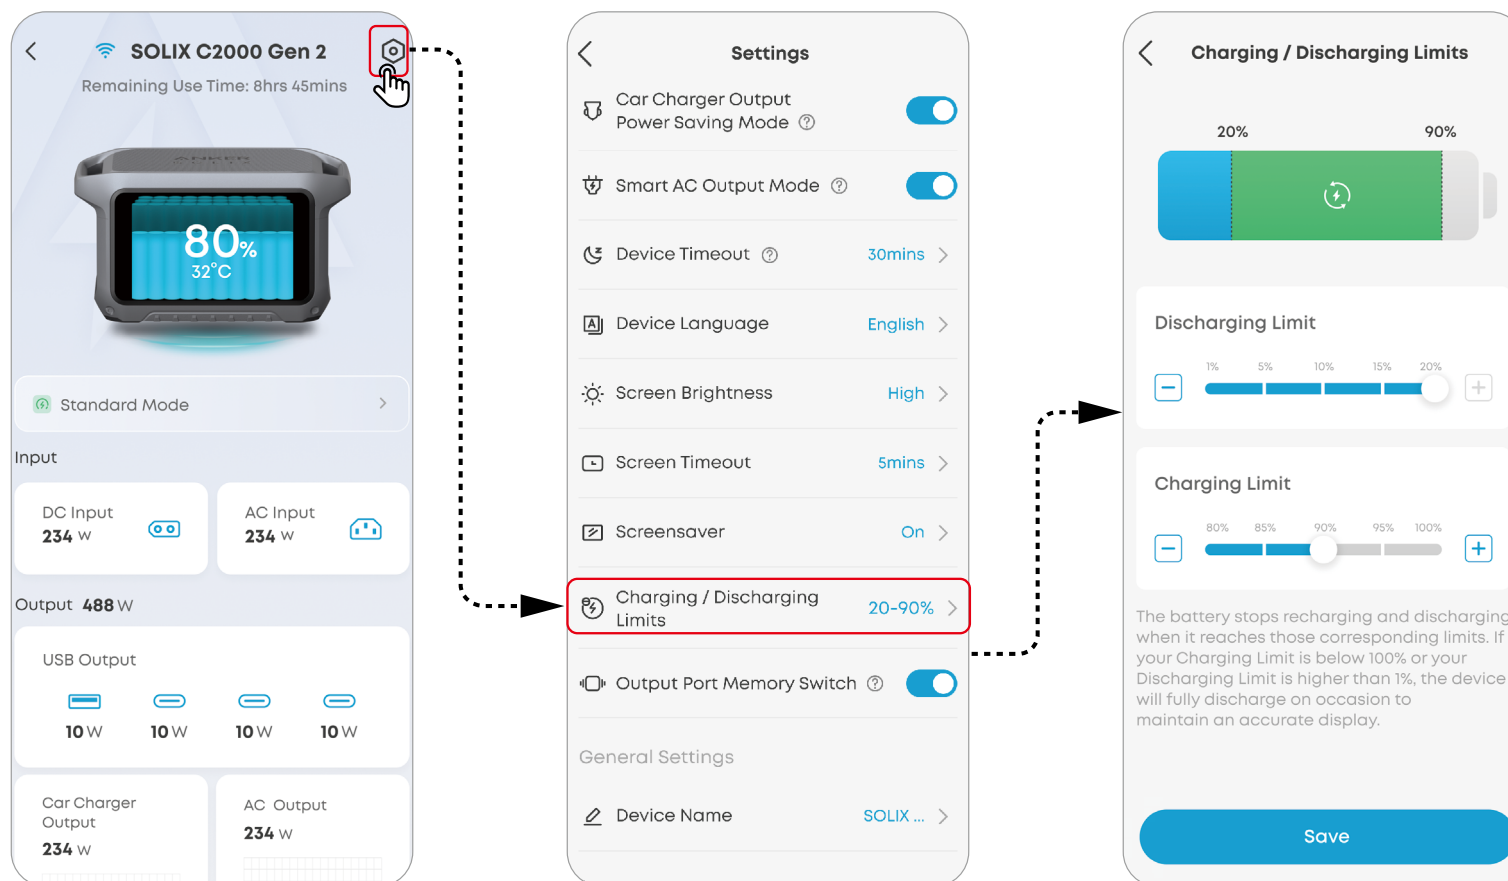 SOLIX C2000 Gen 2
Remaining Use Time: 8hrs 45mins
ANKER
80%
32°C
Standard Mode
Input
DC Input
234 W
AC Input
234 W
Output 488 W
USB Output
10 W 10 W 10 W 10 W
Car Charger
Output
234 W
AC Output
234 W
Settings
Car Charger Output
Power Saving Mode
Smart AC Output Mode
Device Timeout 30mins
Device Language English
Screen Brightness High
Screen Timeout 5mins
Screensaver On
Charging / Discharging
Limits 20-90%
Output Port Memory Switch
General Settings
Device Name SOLIX ...
Charging / Discharging Limits
20% 90%
Discharging Limit
1% 5% 10% 15% 20%
Charging Limit
80% 85% 90% 95% 100%
The battery stops recharging and discharging
when it reaches those corresponding limits. If
your Charging Limit is below 100% or your
Discharging Limit is higher than 1%, the device
will fully discharge on occasion to
maintain an accurate display.
Save